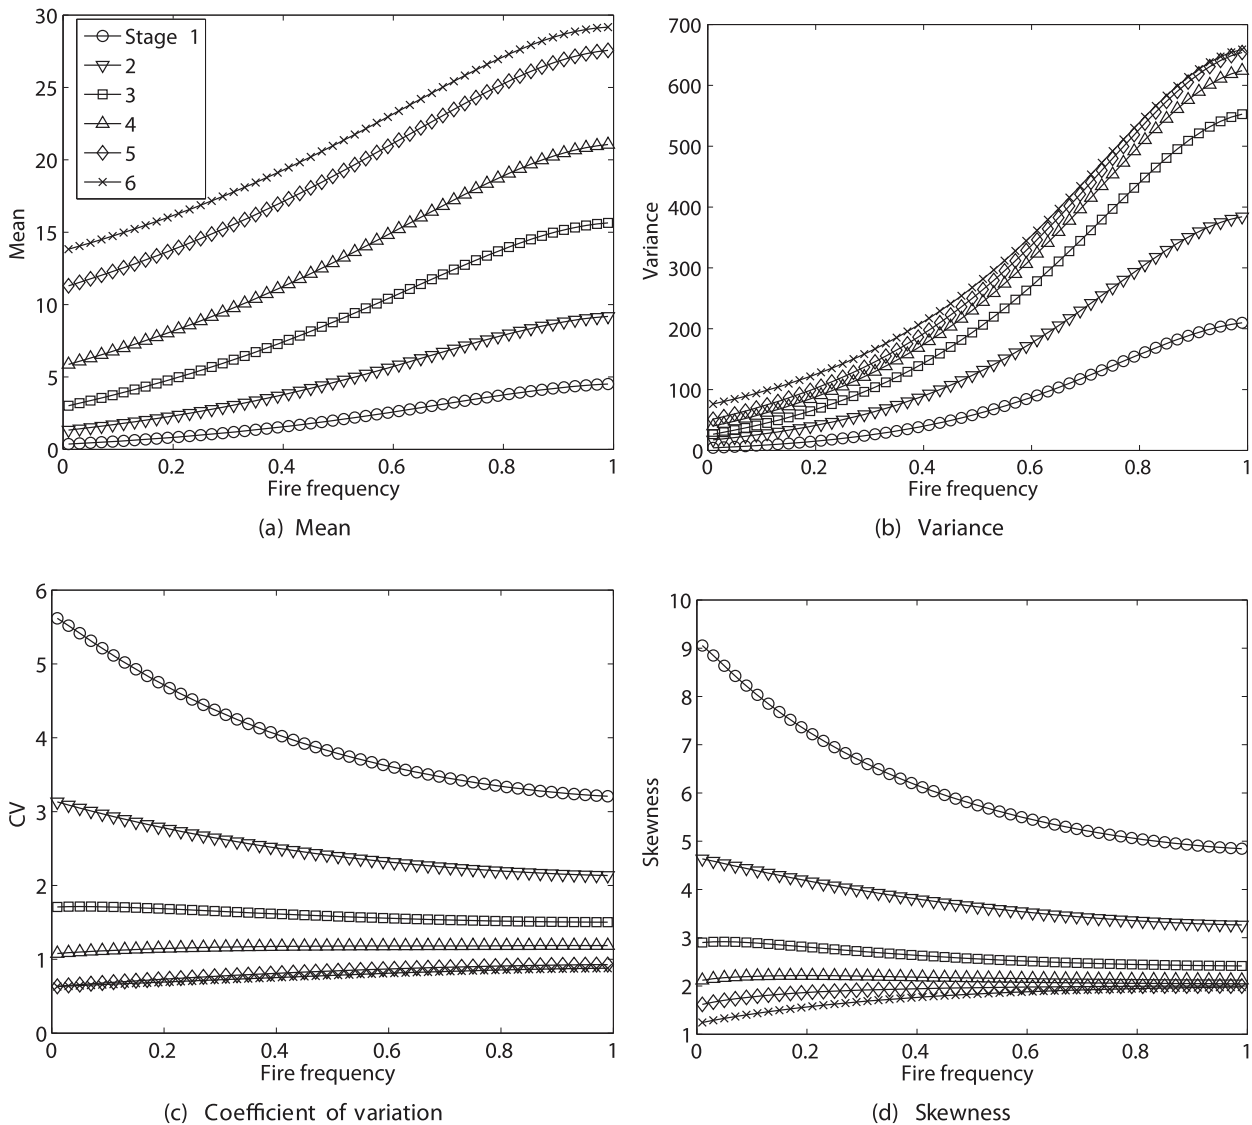 30
25
20
15
10
5
0
Mean
Stage 1
2
3
4
5
6
0 0.2 0.4 0.6 0.8 1
Fire frequency
(a) Mean
700
600
500
400
300
200
100
0
Variance
0 0.2 0.4 0.6 0.8 1
Fire frequency
(b) Variance
6
5
4
3
2
1
0
CV
0 0.2 0.4 0.6 0.8 1
Fire frequency
(c) Coefficient of variation
10
9
8
7
6
5
4
3
2
1
Skewness
0 0.2 0.4 0.6 0.8 1
Fire frequency
(d) Skewness